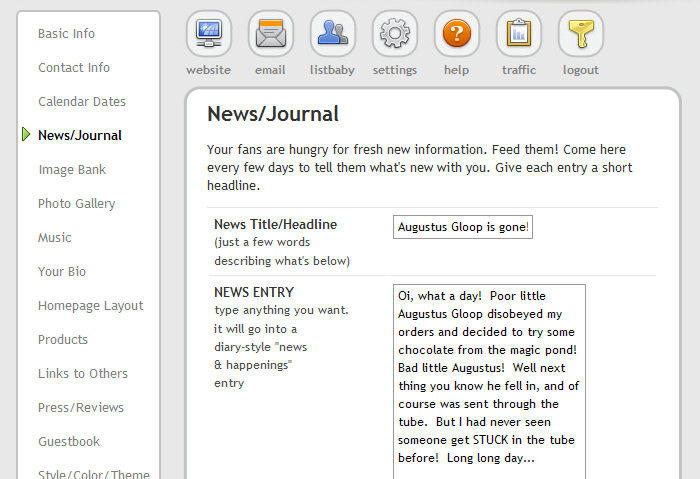 Basic Info
Contact Info
Calendar Dates
News/Journal
Image Bank
Photo Gallery
Music
Your Bio
Homepage Layout
Products
Links to Others
Press/Reviews
Guestbook
Style/Color/Theme
website email listbaby settings help traffic logout
News/Journal
Your fans are hungry for fresh new information. Feed them! Come here
every few days to tell them what's new with you. Give each entry a short
headline.
News Title/Headline
(just a few words
describing what's below)
Augustus Gloop is gone!
NEWS ENTRY
type anything you want.
it will go into a
diary-style "news
& happenings"
entry
Oi, what a day!  Poor little
Augustus Gloop disobeyed my
orders and decided to try some
chocolate from the magic pond!
Bad little Augustus!  Well next
thing you know he fell in, and of
course was sent through the
tube.  But I had never seen
someone get STUCK in the tube
before!  Long long day...